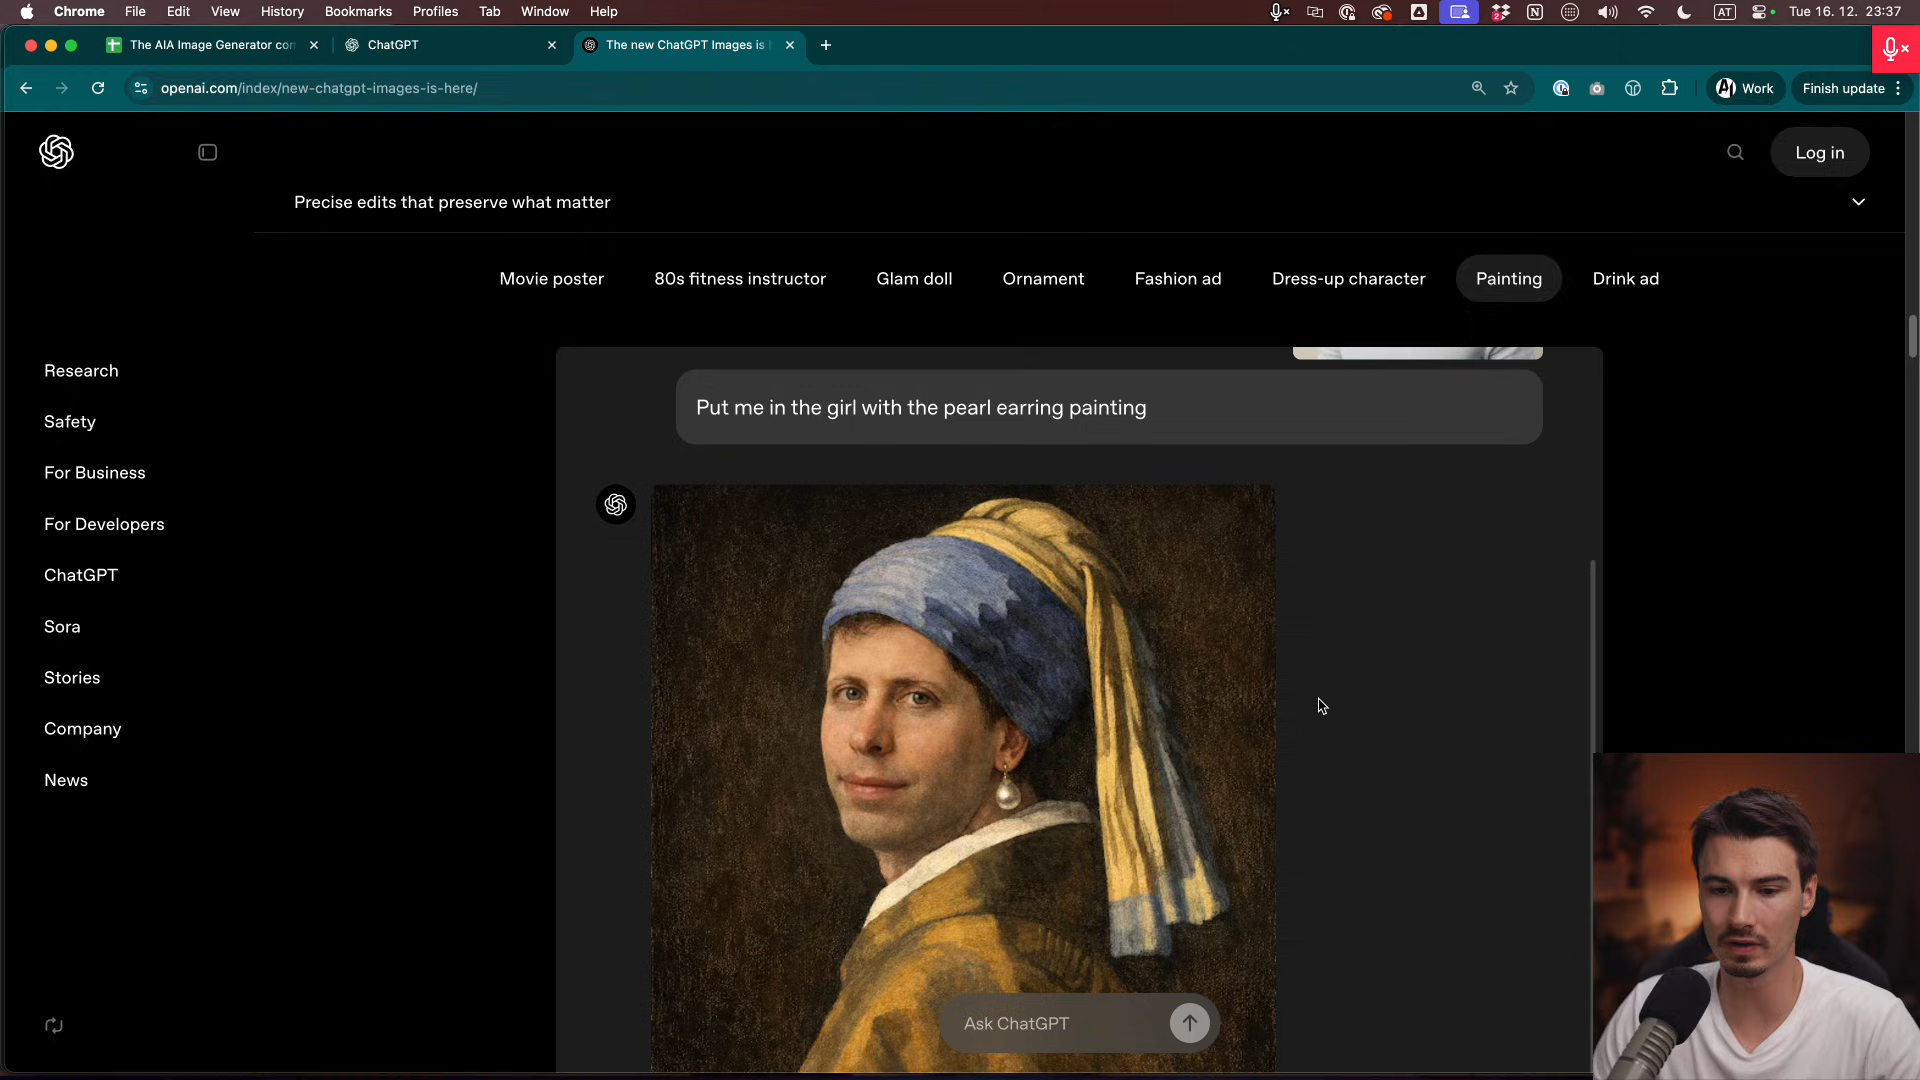 Chrome File Edit View History Bookmarks Profiles Tab Window Help
AT Tue 16. 12. 23:37
The AIA Image Generator con
ChatGPT
The new ChatGPT Images is
openai.com/index/new-chatgpt-images-is-here/
Work
Finish update
Log in
Precise edits that preserve what matter
Movie poster 80s fitness instructor Glam doll Ornament Fashion ad Dress-up character Painting Drink ad
Research
Safety
For Business
For Developers
ChatGPT
Sora
Stories
Company
News
Put me in the girl with the pearl earring painting
Ask ChatGPT